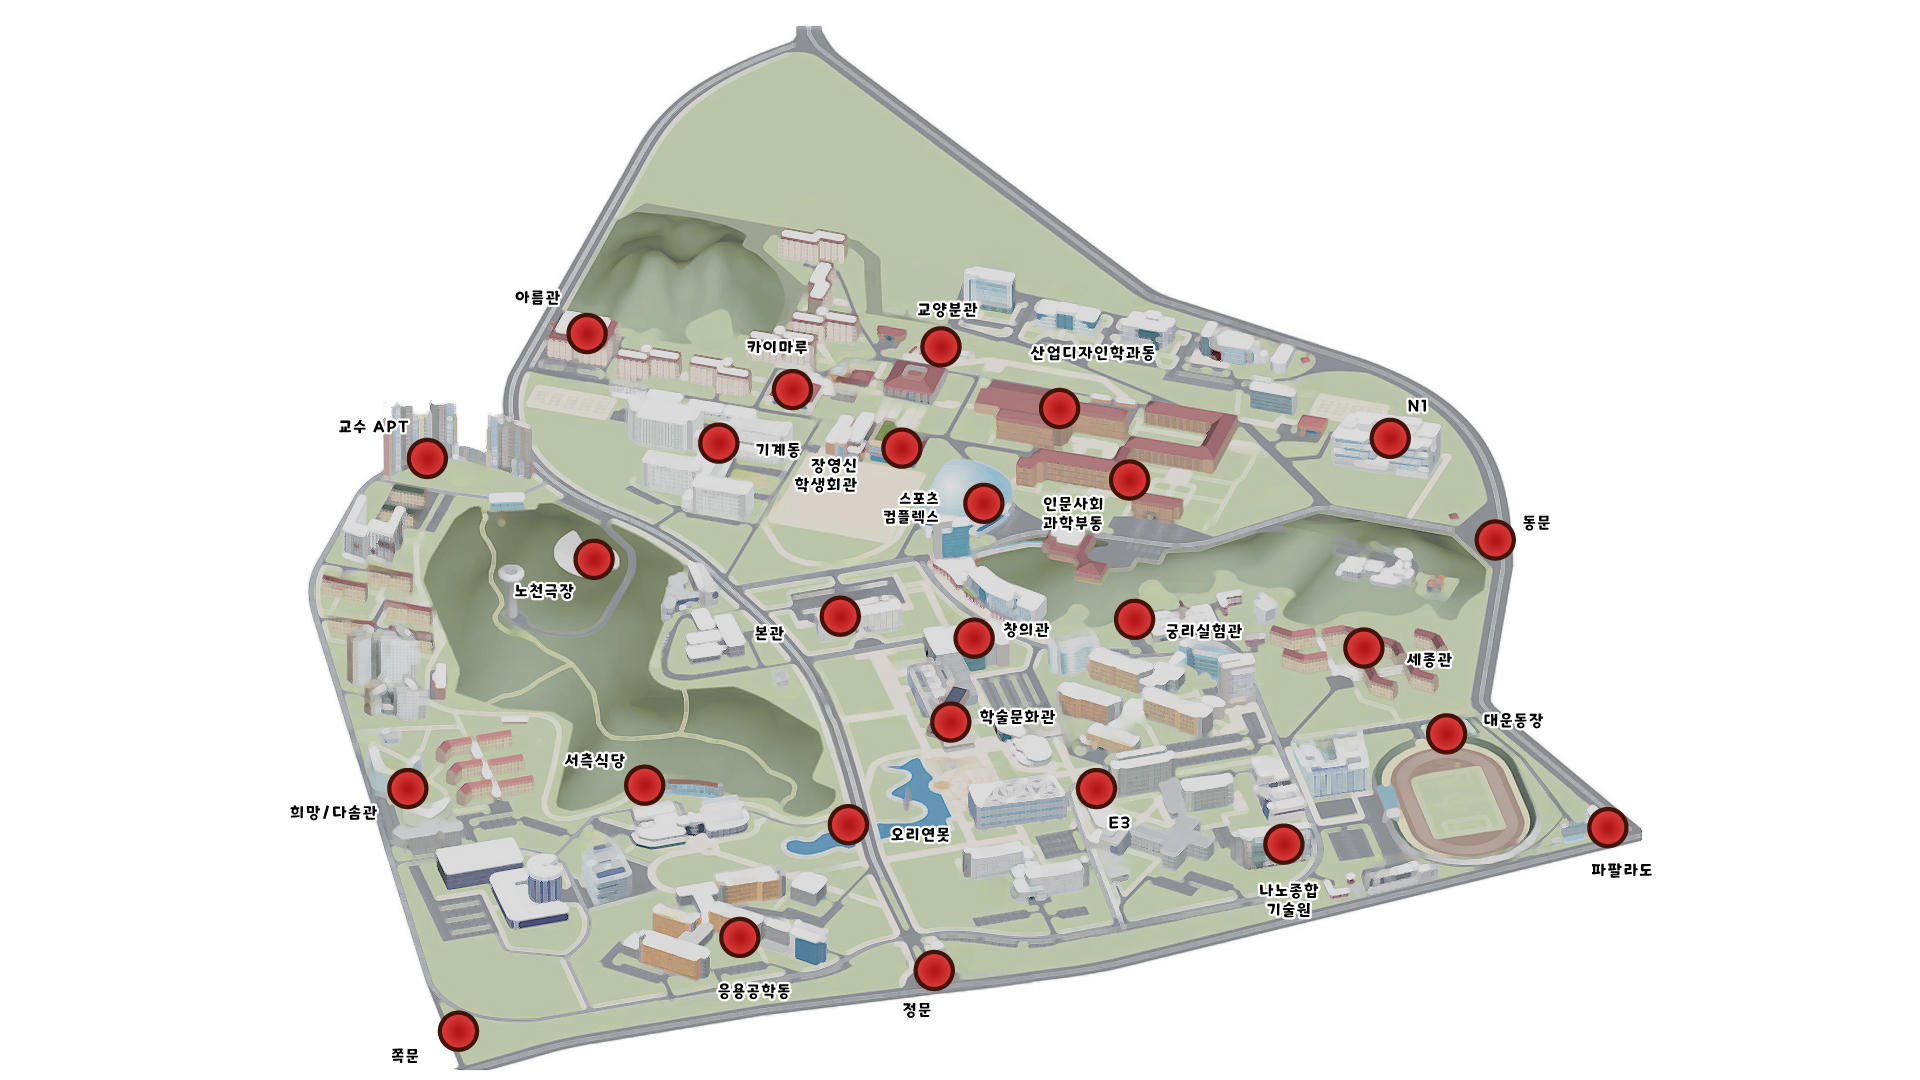 아름관
교양분관
카이마루
산업디자인학과동
N1
교수 APT
기계동
장영신
학생회관
스포츠
컴플렉스
인문사회
과학부동
동문
노천극장
본관
창의관
궁리실험관
세종관
학술문화관
대운동장
서측식당
희망/다솜관
오리연못
E3
파팔라도
나노종합
기술원
응용공학동
정문
쪽문